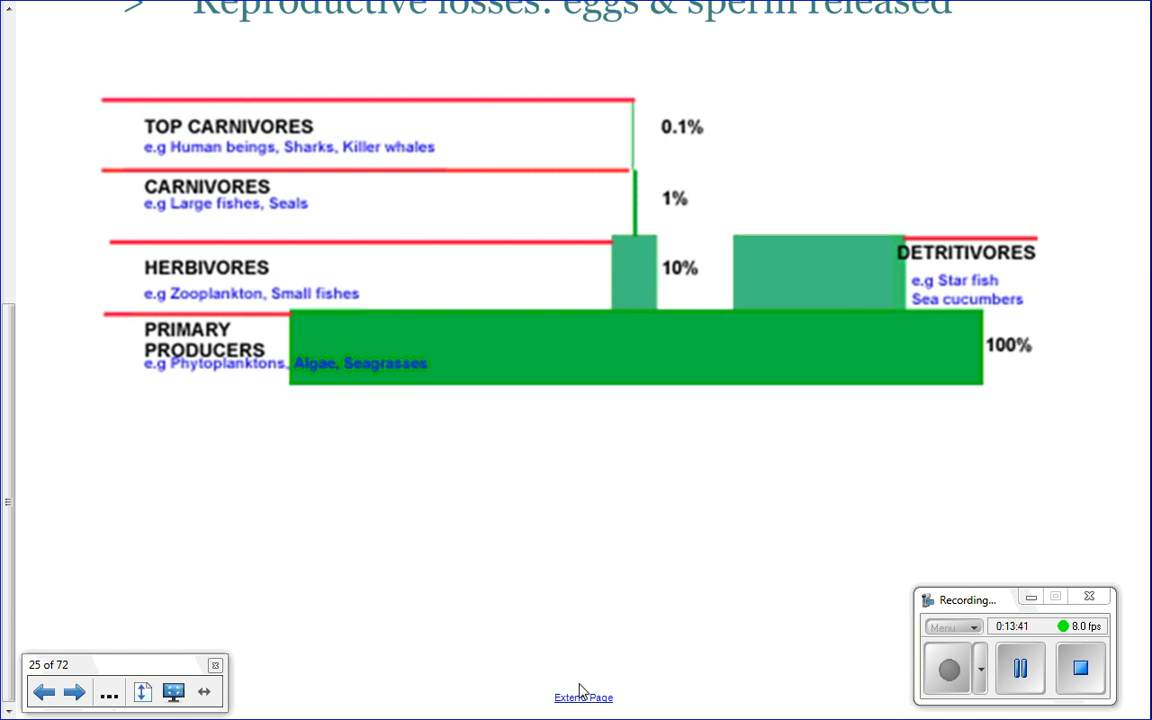 > Reproductive losses: eggs & sperm released
TOP CARNIVORES
e.g Human beings, Sharks, Killer whales
0.1%
CARNIVORES
e.g Large fishes, Seals
1%
HERBIVORES
e.g Zooplankton, Small fishes
10%
DETRITIVORES
e.g Star fish
Sea cucumbers
PRIMARY
PRODUCERS
e.g Phytoplanktons, Algae, Seagrasses
100%
Recording...
Menu
0:13:41
8.0 fps
25 of 72
...
Extend Page